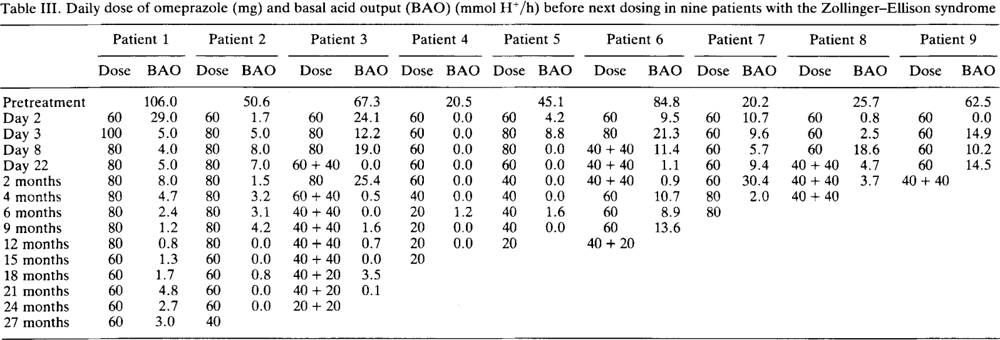 Table III. Daily dose of omeprazole (mg) and basal acid output (BAO) (mmol H⁺/h) before next dosing in nine patients with the Zollinger–Ellison syndrome
Patient 1 Patient 2 Patient 3 Patient 4 Patient 5 Patient 6 Patient 7 Patient 8 Patient 9
Dose BAO Dose BAO Dose BAO Dose BAO Dose BAO Dose BAO Dose BAO Dose BAO Dose BAO
Pretreatment 106.0 50.6 67.3 20.5 45.1 84.8 20.2 25.7 62.5
Day 2 60 29.0 60 1.7 60 24.1 60 0.0 60 4.2 60 9.5 60 10.7 60 0.8 60 0.0
Day 3 100 5.0 80 5.0 80 12.2 60 0.0 80 8.8 80 21.3 60 9.6 60 2.5 60 14.9
Day 8 80 4.0 80 8.0 80 19.0 60 0.0 80 0.0 40 + 40 11.4 60 5.7 60 18.6 60 10.2
Day 22 80 5.0 80 7.0 60 + 40 0.0 60 0.0 60 0.0 40 + 40 1.1 60 9.4 40 + 40 4.7 60 14.5
2 months 80 8.0 80 1.5 80 25.4 60 0.0 40 0.0 40 + 40 0.9 60 30.4 40 + 40 3.7 40 + 40
4 months 80 4.7 80 3.2 60 + 40 0.5 40 0.0 40 0.0 60 10.7 80 2.0 40 + 40
6 months 80 2.4 80 3.1 40 + 40 0.0 20 1.2 40 1.6 60 8.9 80
9 months 80 1.2 80 4.2 40 + 40 1.6 20 0.0 40 0.0 60 13.6
12 months 80 0.8 80 0.0 40 + 40 0.7 20 0.0 20 40 + 20
15 months 60 1.3 60 0.0 40 + 40 0.0 20
18 months 60 1.7 60 0.8 40 + 20 3.5
21 months 60 4.8 60 0.0 40 + 20 0.1
24 months 60 2.7 60 0.0 20 + 20
27 months 60 3.0 40